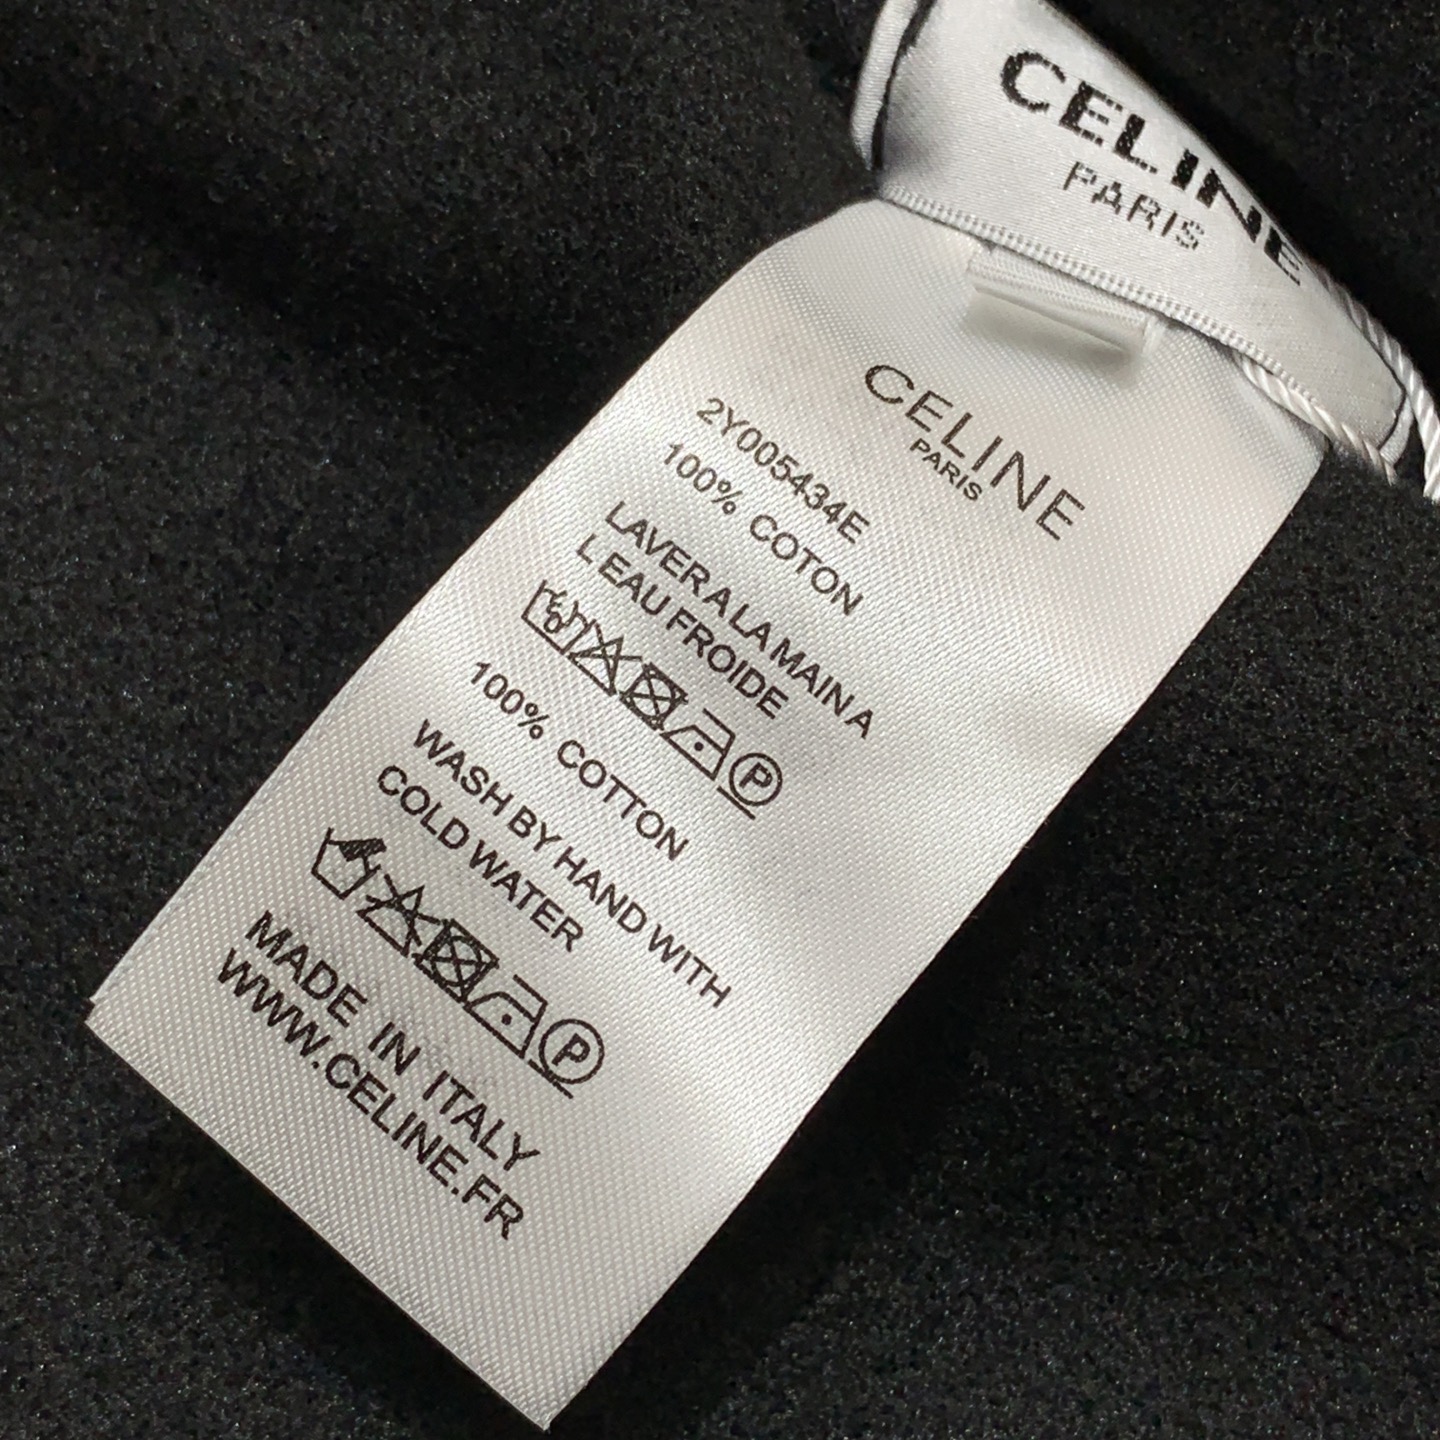 CELINE
PARIS
CELINE
PARIS
2Y005434E
100% COTON
LAVER A LA MAIN A
L EAU FROIDE
P
100% COTTON
WASH BY HAND WITH
COLD WATER
P
MADE IN ITALY
WWW.CELINE.FR